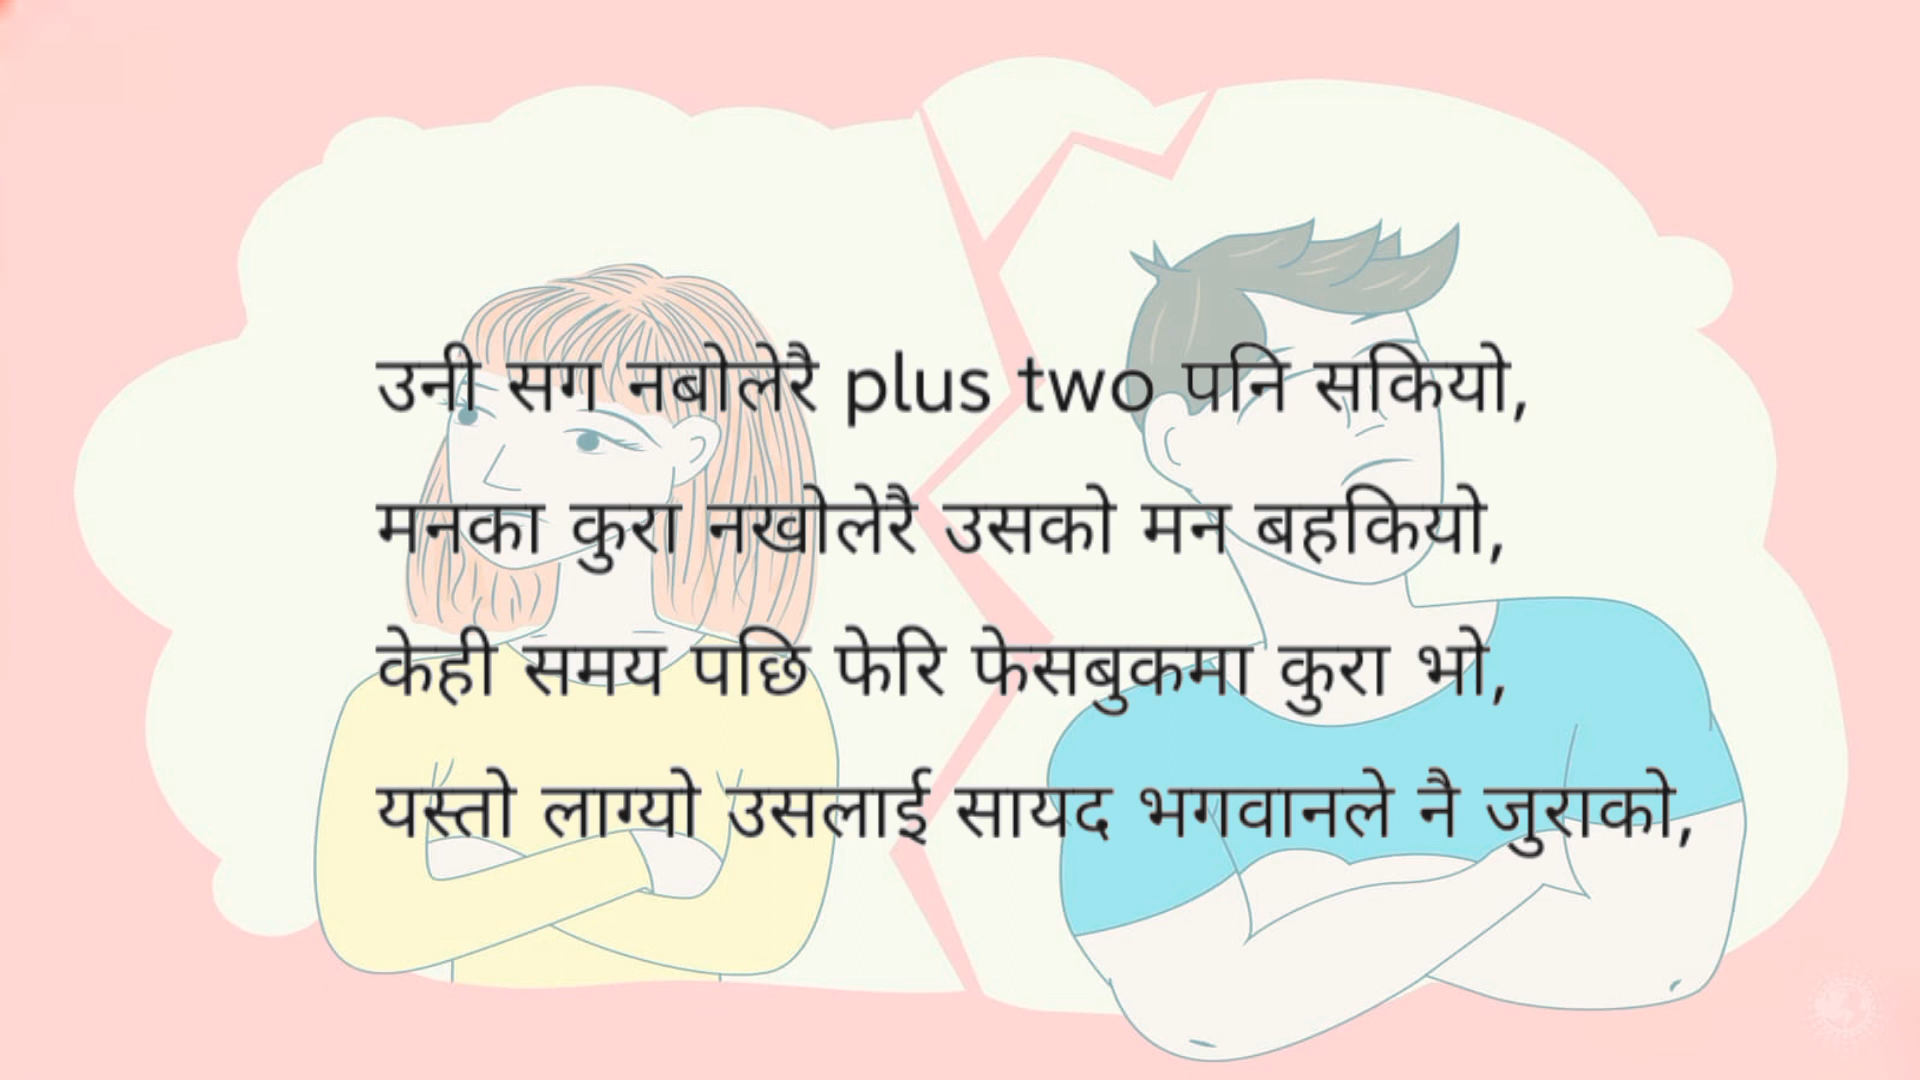 उनी सग नबोलेरै plus two पनि सकियो,
मनका कुरा नखोलेरै उसको मन बहकियो,
केही समय पछि फेरि फेसबुकमा कुरा भो,
यस्तो लाग्यो उसलाई सायद भगवानले नै जुराको,